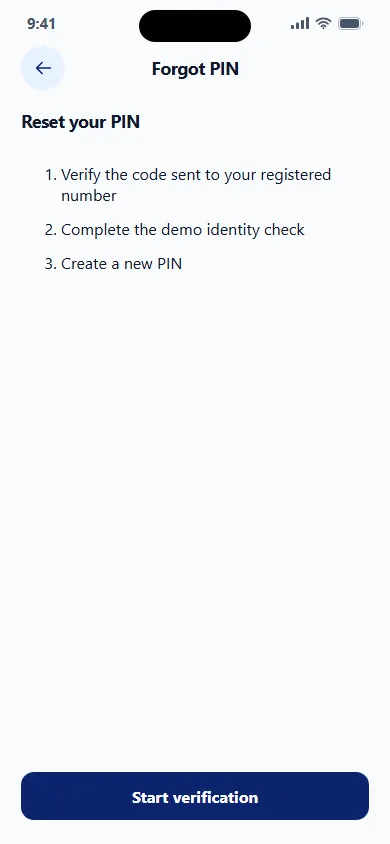 9:41
Forgot PIN
Reset your PIN
1. Verify the code sent to your registered
number
2. Complete the demo identity check
3. Create a new PIN
Start verification